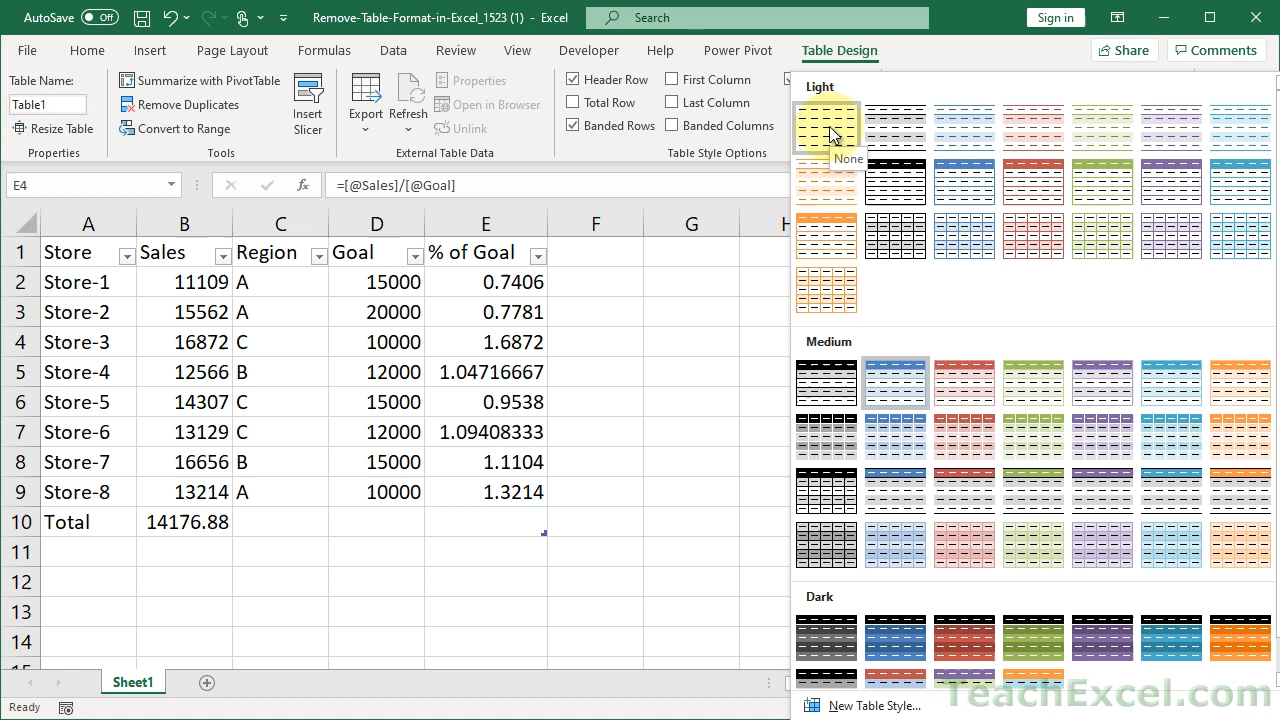 AutoSave Off Remove-Table-Format-in-Excel_1523 (1) - Excel Search Sign in
File Home Insert Page Layout Formulas Data Review View Developer Help Power Pivot Table Design Share Comments
Table Name:
Table1
Resize Table
Properties
Summarize with PivotTable
Remove Duplicates
Convert to Range
Insert
Slicer
Tools
Export
Refresh
Properties
Open in Browser
Unlink
External Table Data
Header Row First Column
Total Row Last Column
Banded Rows Banded Columns
Table Style Options
Light
None
E4 fx =[@Sales]/[@Goal]
A B C D E F G H
1 Store Sales Region Goal % of Goal
2 Store-1 11109 A 15000 0.7406
3 Store-2 15562 A 20000 0.7781
4 Store-3 16872 C 10000 1.6872
5 Store-4 12566 B 12000 1.04716667
6 Store-5 14307 C 15000 0.9538
7 Store-6 13129 C 12000 1.09408333
8 Store-7 16656 B 15000 1.1104
9 Store-8 13214 A 10000 1.3214
10 Total 14176.88
11
12
13
14
15
Medium
Dark
New Table Style...
Sheet1
Ready
TeachExcel.com